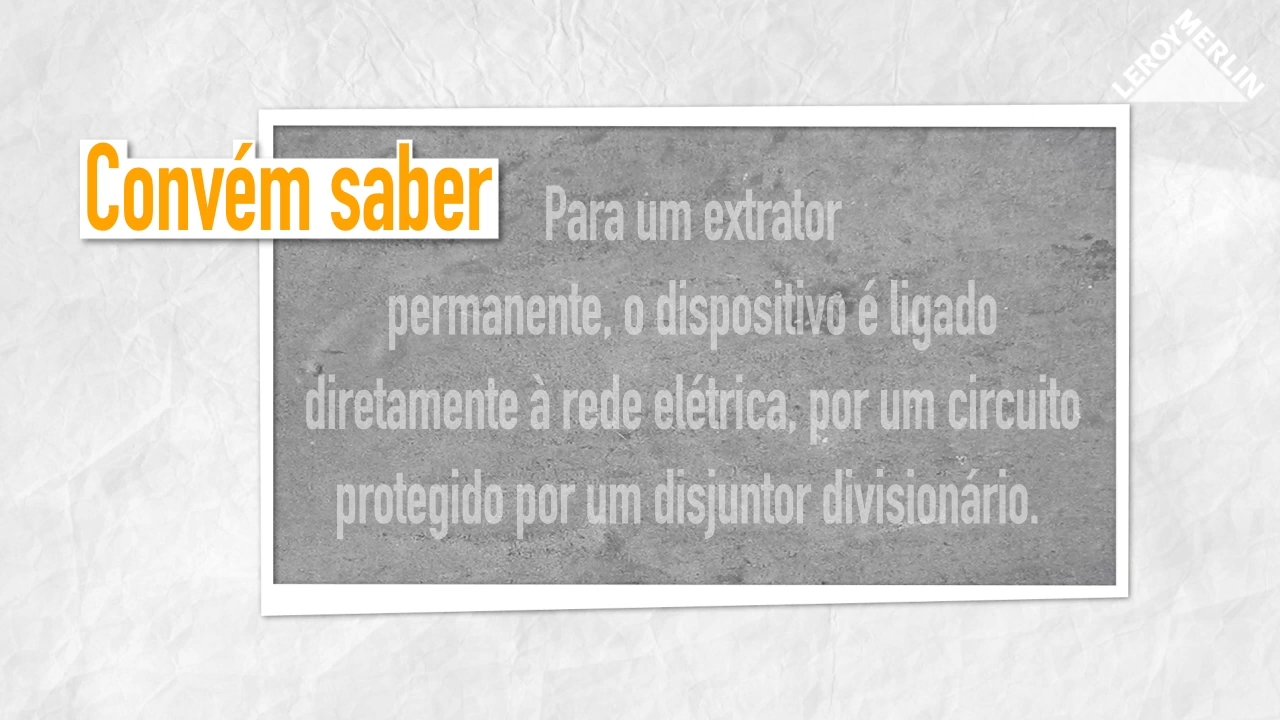 LEROY MERLIN
Convém saber
Para um extrator
permanente, o dispositivo é ligado
diretamente à rede elétrica, por um circuito
protegido por um disjuntor divisionário.